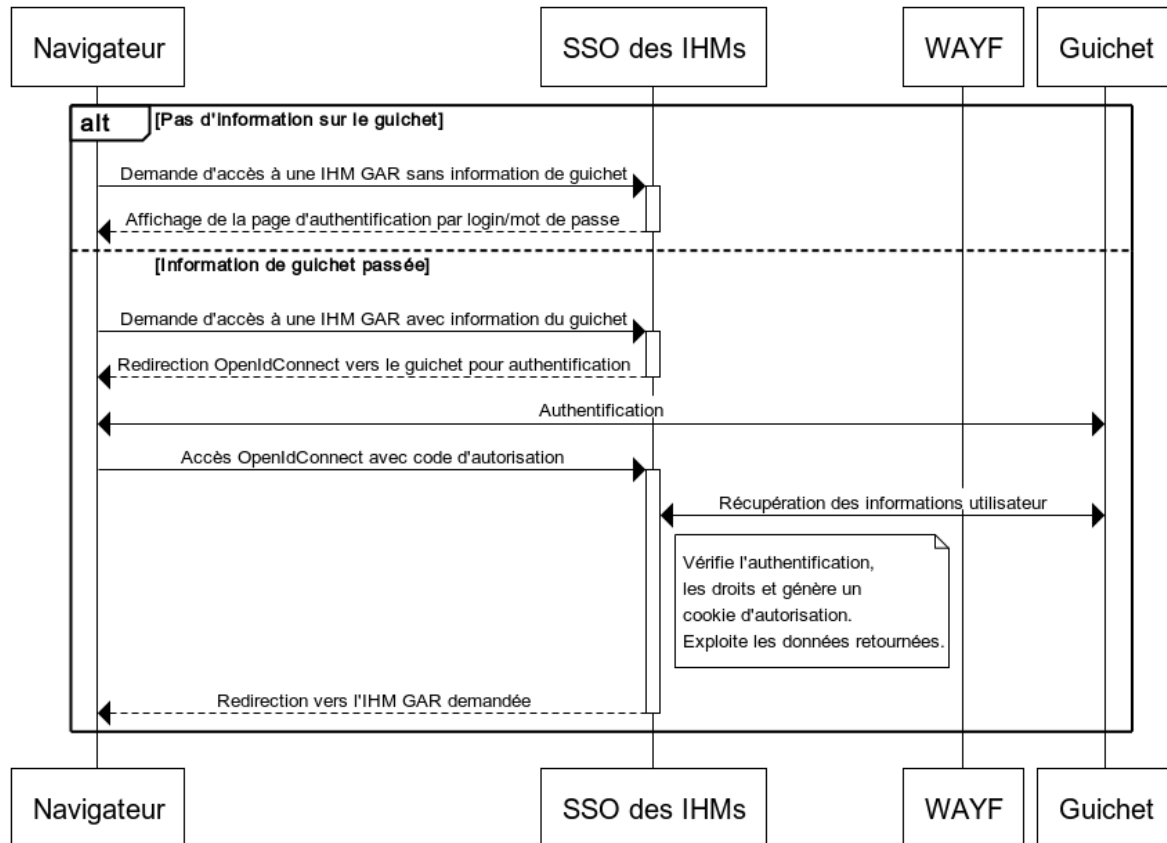 Navigateur
SSO des IHMs
WAYF
Guichet
alt
[Pas d'information sur le guichet]
Demande d'accès à une IHM GAR sans information de guichet
Affichage de la page d'authentification par login/mot de passe
[Information de guichet passée]
Demande d'accès à une IHM GAR avec information du guichet
Redirection OpenIdConnect vers le guichet pour authentification
Authentification
Accès OpenIdConnect avec code d'autorisation
Récupération des informations utilisateur
Vérifie l'authentification,
les droits et génère un
cookie d'autorisation.
Exploite les données retournées.
Redirection vers l'IHM GAR demandée
Navigateur
SSO des IHMs
WAYF
Guichet